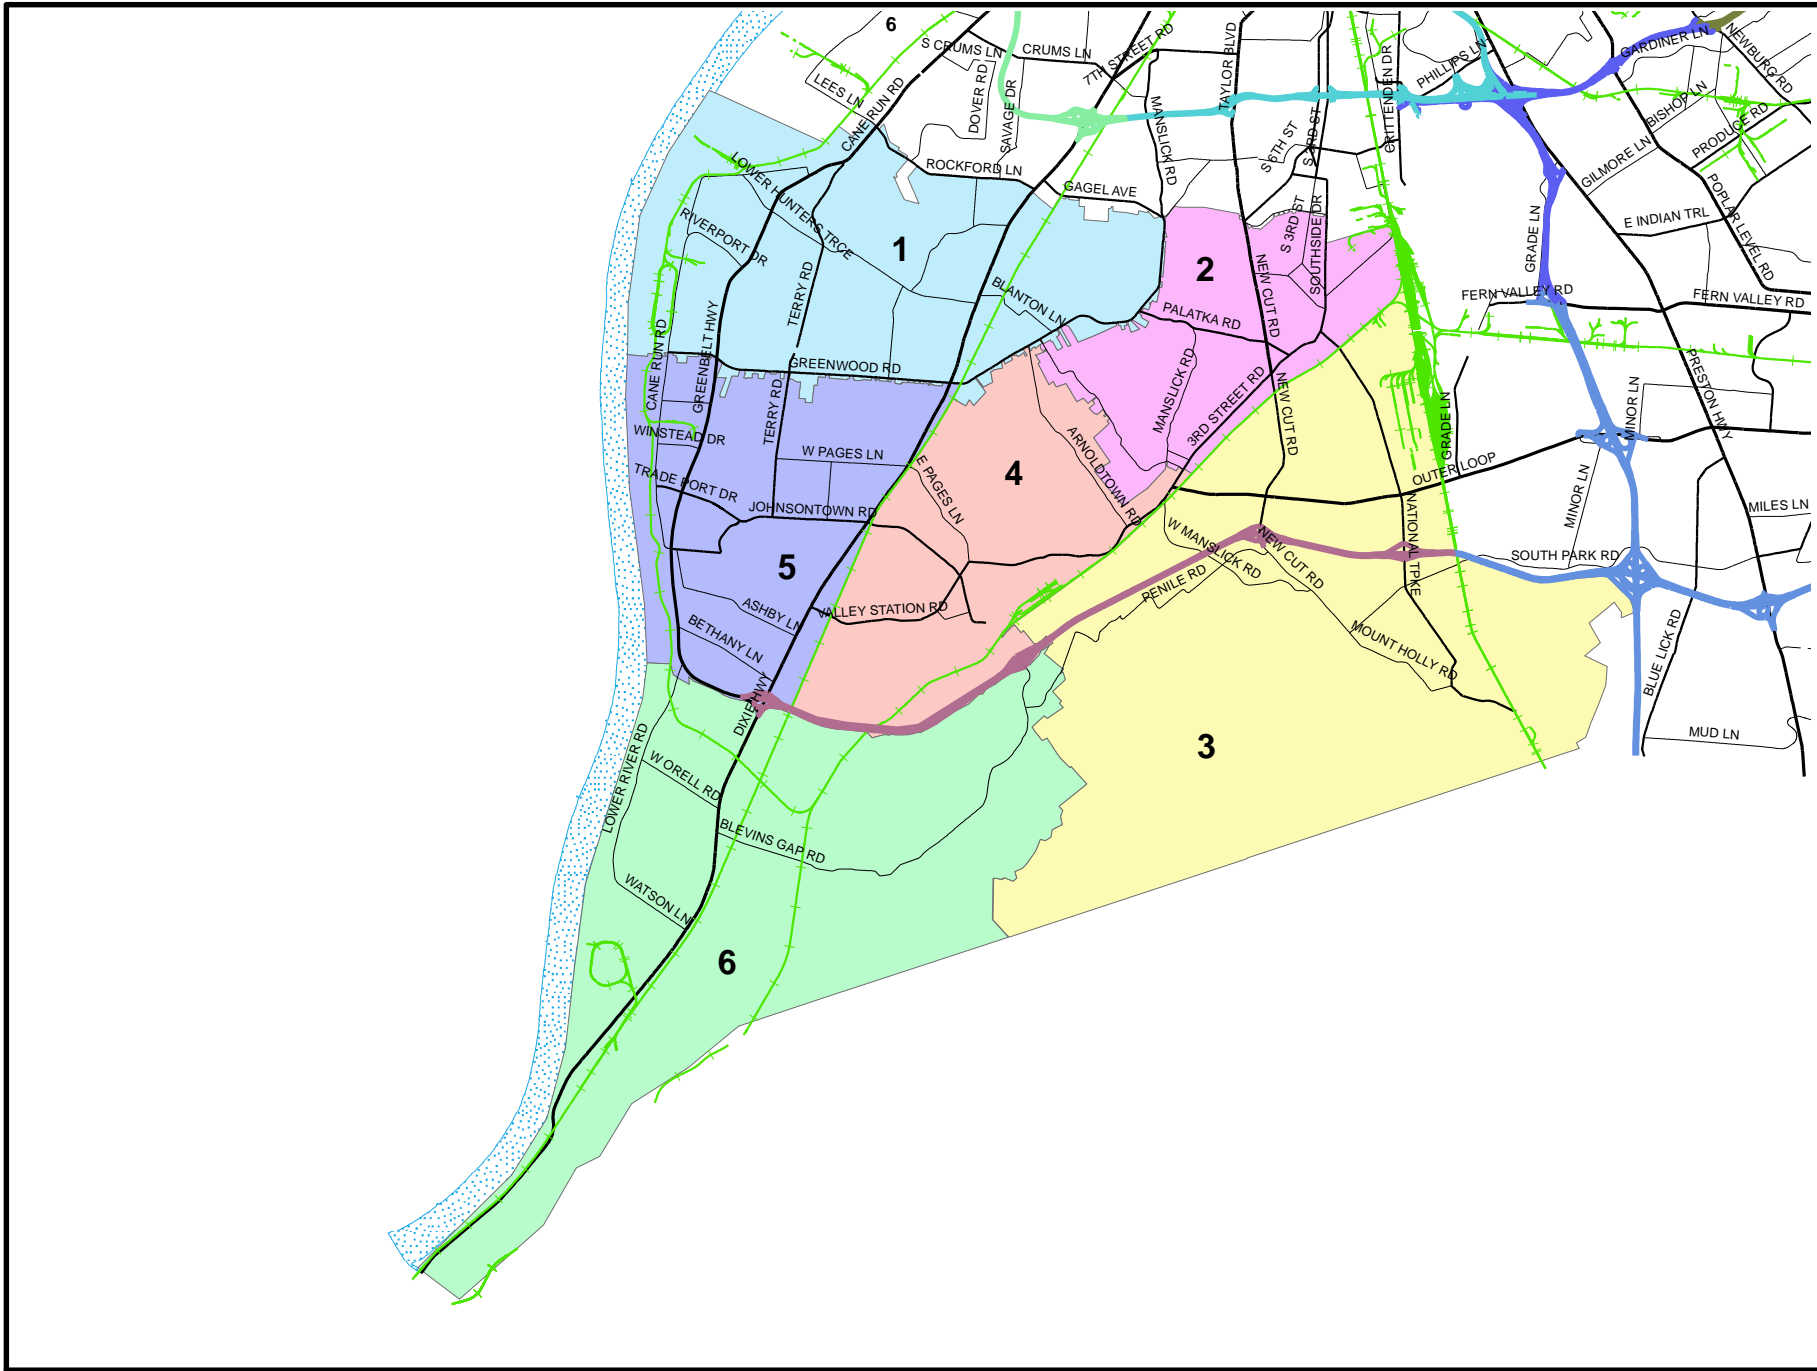 6
S CRUMS LN
CRUMS LN
7TH STREET RD
TAYLOR BLVD
CRITTENDEN DR
PHILLIPS LN
GARDINER LN
NEWBURG RD
LEES LN
CANE RUN RD
DOVER RD
SAVAGE DR
MANSLICK RD
S 6TH ST
S 3RD ST
BISHOP LN
PRODUCE RD
GILMORE LN
ROCKFORD LN
GAGEL AVE
LOWER HUNTERS TRCE
RIVERPORT DR
1
2
S 3RD ST
SOUTHSIDE DR
GRADE LN
E INDIAN TRL
POPLAR LEVEL RD
TERRY RD
BLANTON LN
NEW CUT RD
PALATKA RD
FERN VALLEY RD
FERN VALLEY RD
CANE RUN RD
GREENBELT HWY
GREENWOOD RD
MANSLICK RD
3RD STREET RD
NEW CUT RD
GRADE LN
MINOR LN
PRESTON HWY
TERRY RD
WINSTEAD DR
W PAGES LN
E PAGES LN
4
ARNOLDTOWN RD
OUTER LOOP
TRADE PORT DR
JOHNSONTOWN RD
NATIONAL TPKE
MINOR LN
MILES LN
5
W MANSLICK RD
NEW CUT RD
SOUTH PARK RD
PENILE RD
ASHBY LN
VALLEY STATION RD
BETHANY LN
MOUNT HOLLY RD
BLUE LICK RD
DIXIE HWY
3
MUD LN
LOWER RIVER RD
W ORELL RD
BLEVINS GAP RD
WATSON LN
6